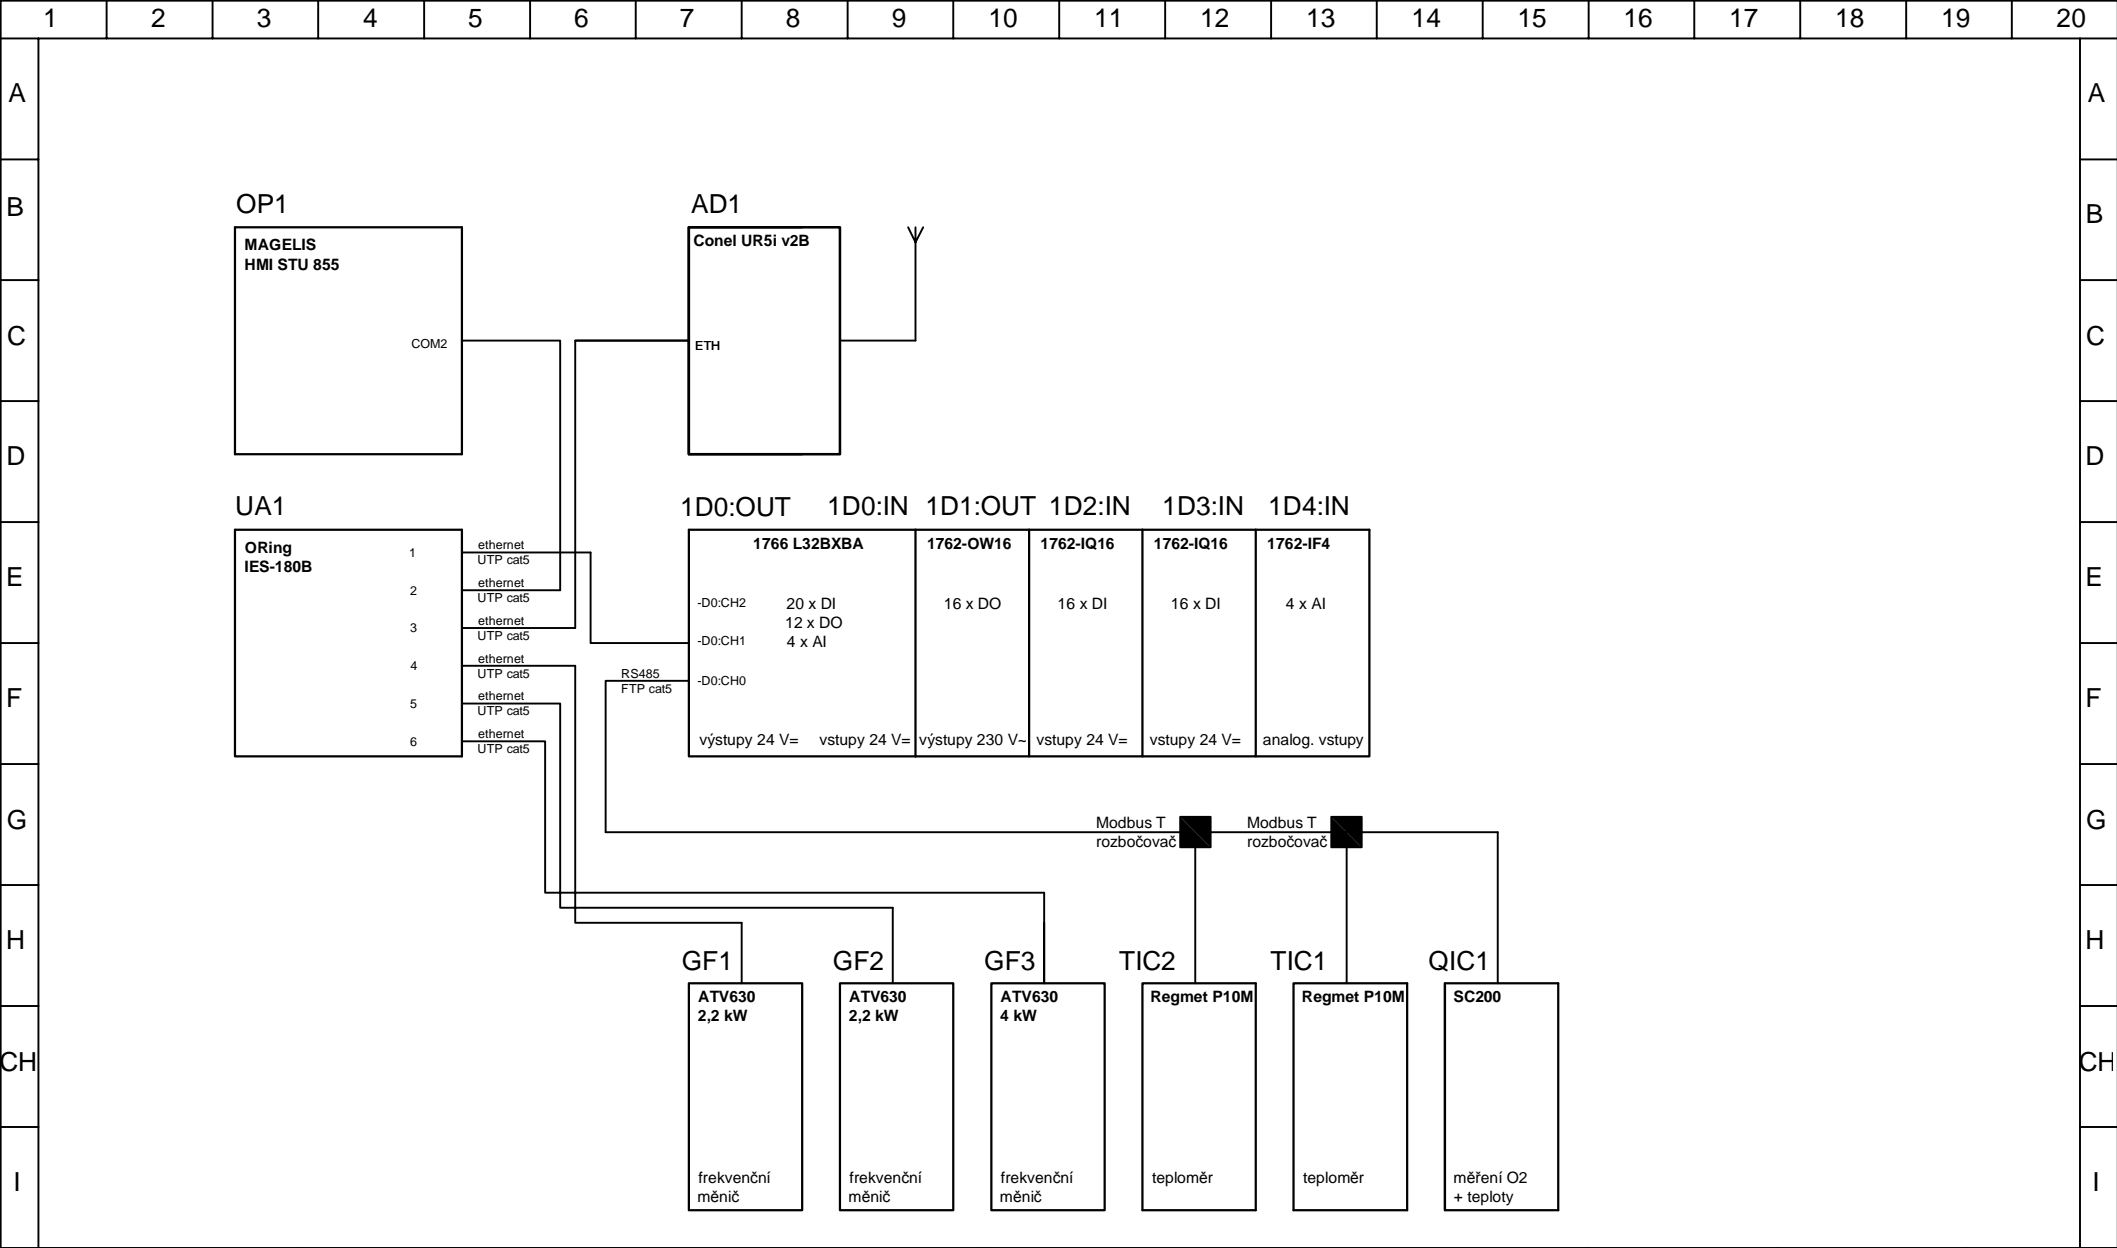 1 2 3 4 5 6 7 8 9 10 11 12 13 14 15 16 17 18 19 20
A A
B B
OP1 AD1
MAGELIS
HMI STU 855
Conel UR5i v2B
C C
COM2
ETH
D D
UA1
1D0:OUT 1D0:IN 1D1:OUT 1D2:IN 1D3:IN 1D4:IN
E E
ORing
IES-180B
1 ethernet
UTP cat5
2 ethernet
UTP cat5
3 ethernet
UTP cat5
4 ethernet
UTP cat5
5 ethernet
UTP cat5
6 ethernet
UTP cat5
1766 L32BXBA 1762-OW16 1762-IQ16 1762-IQ16 1762-IF4
-D0:CH2 20 x DI 16 x DO 16 x DI 16 x DI 4 x AI
12 x DO
-D0:CH1 4 x AI
RS485
FTP cat5
-D0:CH0
F F
výstupy 24 V= vstupy 24 V= výstupy 230 V~ vstupy 24 V= vstupy 24 V= analog. vstupy
G G
Modbus T
rozbočovač
Modbus T
rozbočovač
H H
GF1 GF2 GF3 TIC2 TIC1 QIC1
ATV630
2,2 kW
ATV630
2,2 kW
ATV630
4 kW
Regmet P10M
Regmet P10M
SC200
CH CH
I I
frekvenční
měnič
frekvenční
měnič
frekvenční
měnič
teploměr
teploměr
měření O2
+ teploty